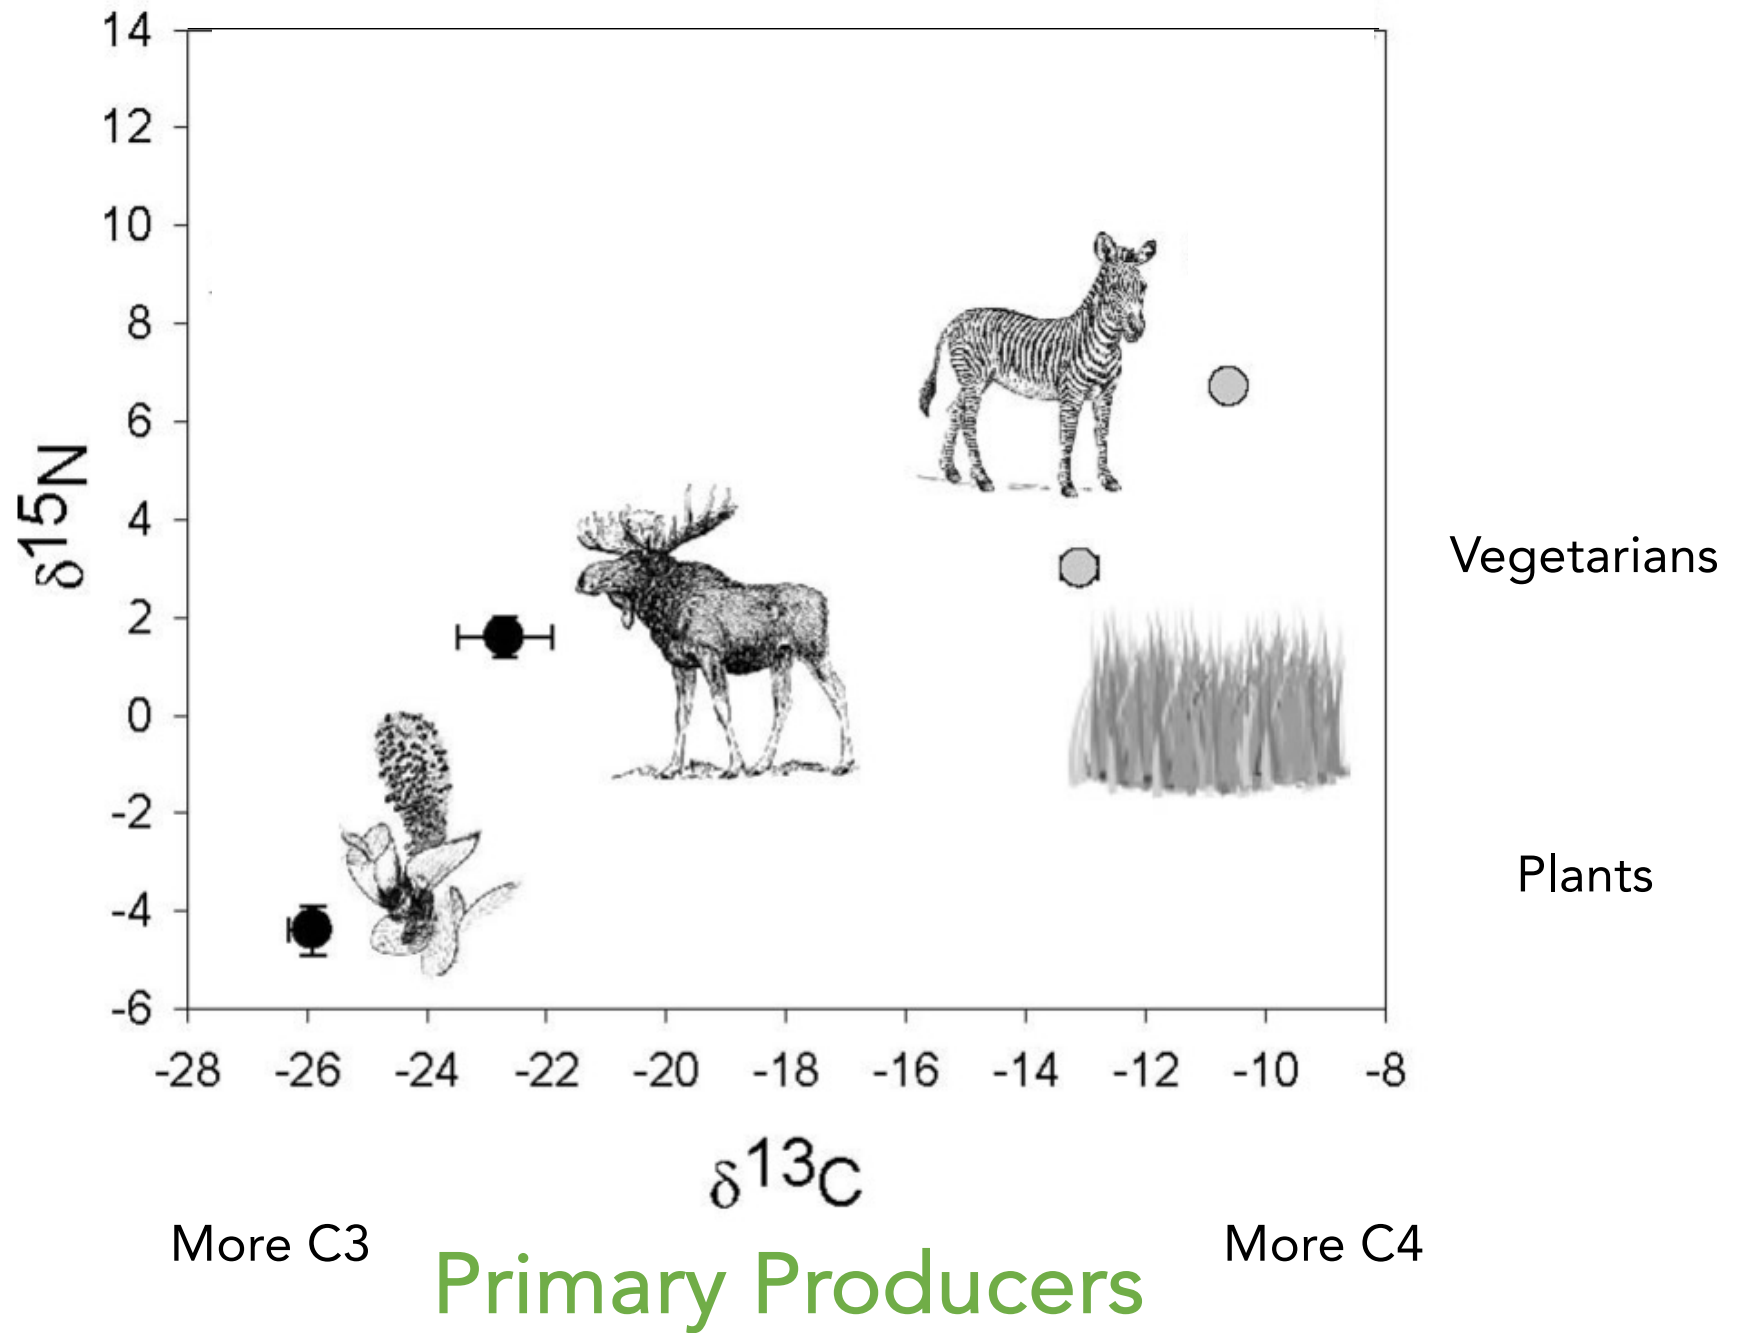 14
12
10
8
6
4
2
0
-2
-4
-6
δ15N
Vegetarians
Plants
-28 -26 -24 -22 -20 -18 -16 -14 -12 -10 -8
δ13C
More C3
More C4
Primary Producers